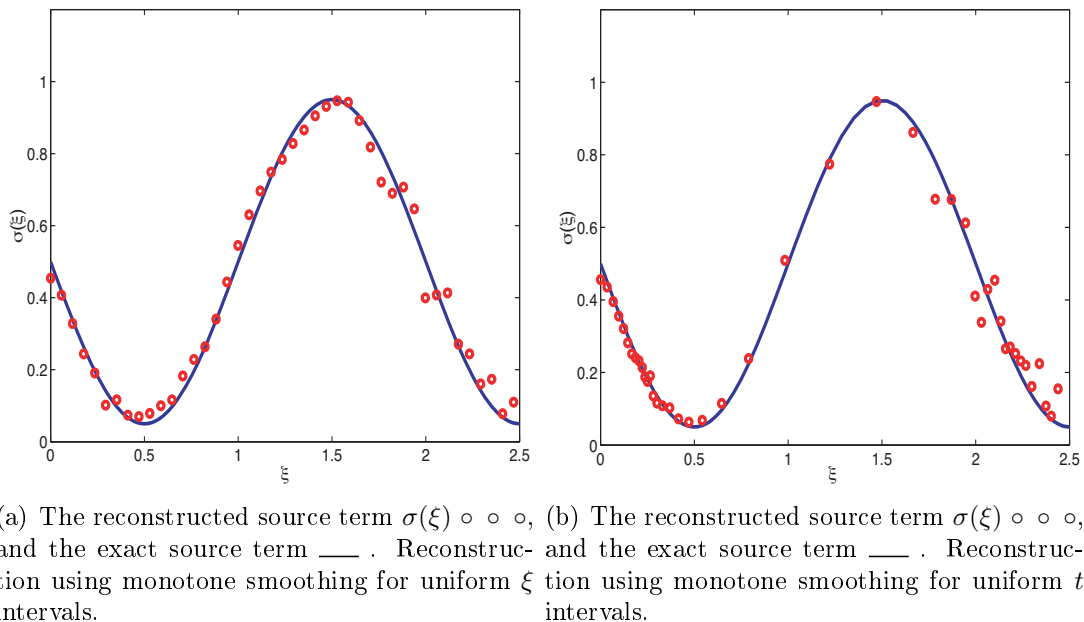 1
0.8
0.6
0.4
0.2
0
σ(ξ)
0 0.5 1 1.5 2 2.5
ξ
1
0.8
0.6
0.4
0.2
0
σ(ξ)
0 0.5 1 1.5 2 2.5
ξ
(a) The reconstructed source term σ(ξ) ∘ ∘ ∘,
and the exact source term ___ . Reconstruc-
tion using monotone smoothing for uniform ξ
intervals.
(b) The reconstructed source term σ(ξ) ∘ ∘ ∘,
and the exact source term ___ . Reconstruc-
tion using monotone smoothing for uniform t
intervals.